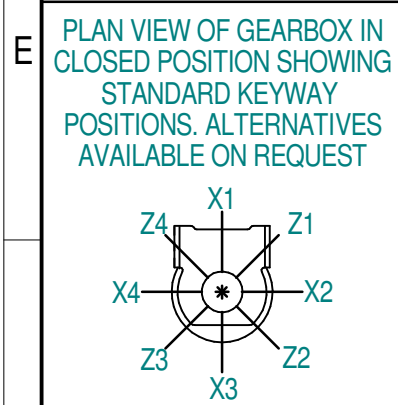 E
PLAN VIEW OF GEARBOX IN
CLOSED POSITION SHOWING
STANDARD KEYWAY
POSITIONS. ALTERNATIVES
AVAILABLE ON REQUEST
X1
Z4 Z1
X4 X2
Z3 Z2
X3